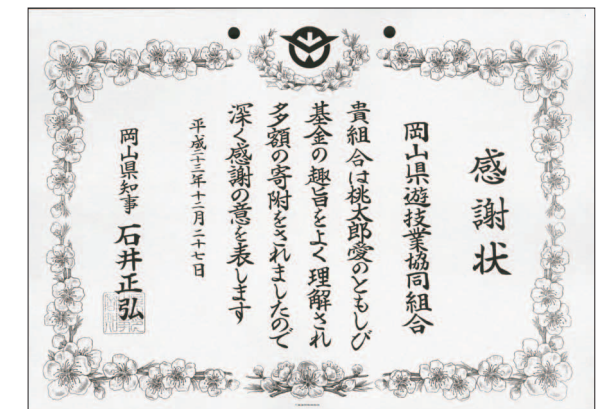 感謝状
岡山県遊技業協同組合
貴組合は桃太郎愛のともしび
基金の趣旨をよく理解され
多額の寄附をされましたので
深く感謝の意を表します
平成二十三年十二月二十七日
岡山県知事 石井正弘